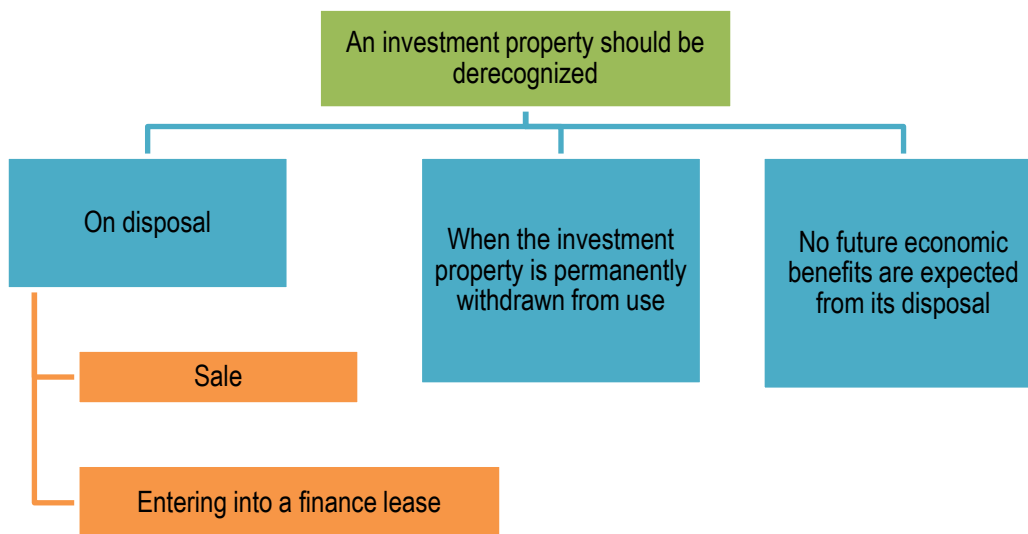 An investment property should be
derecognized
On disposal
When the investment
property is permanently
withdrawn from use
No future economic
benefits are expected
from its disposal
Sale
Entering into a finance lease